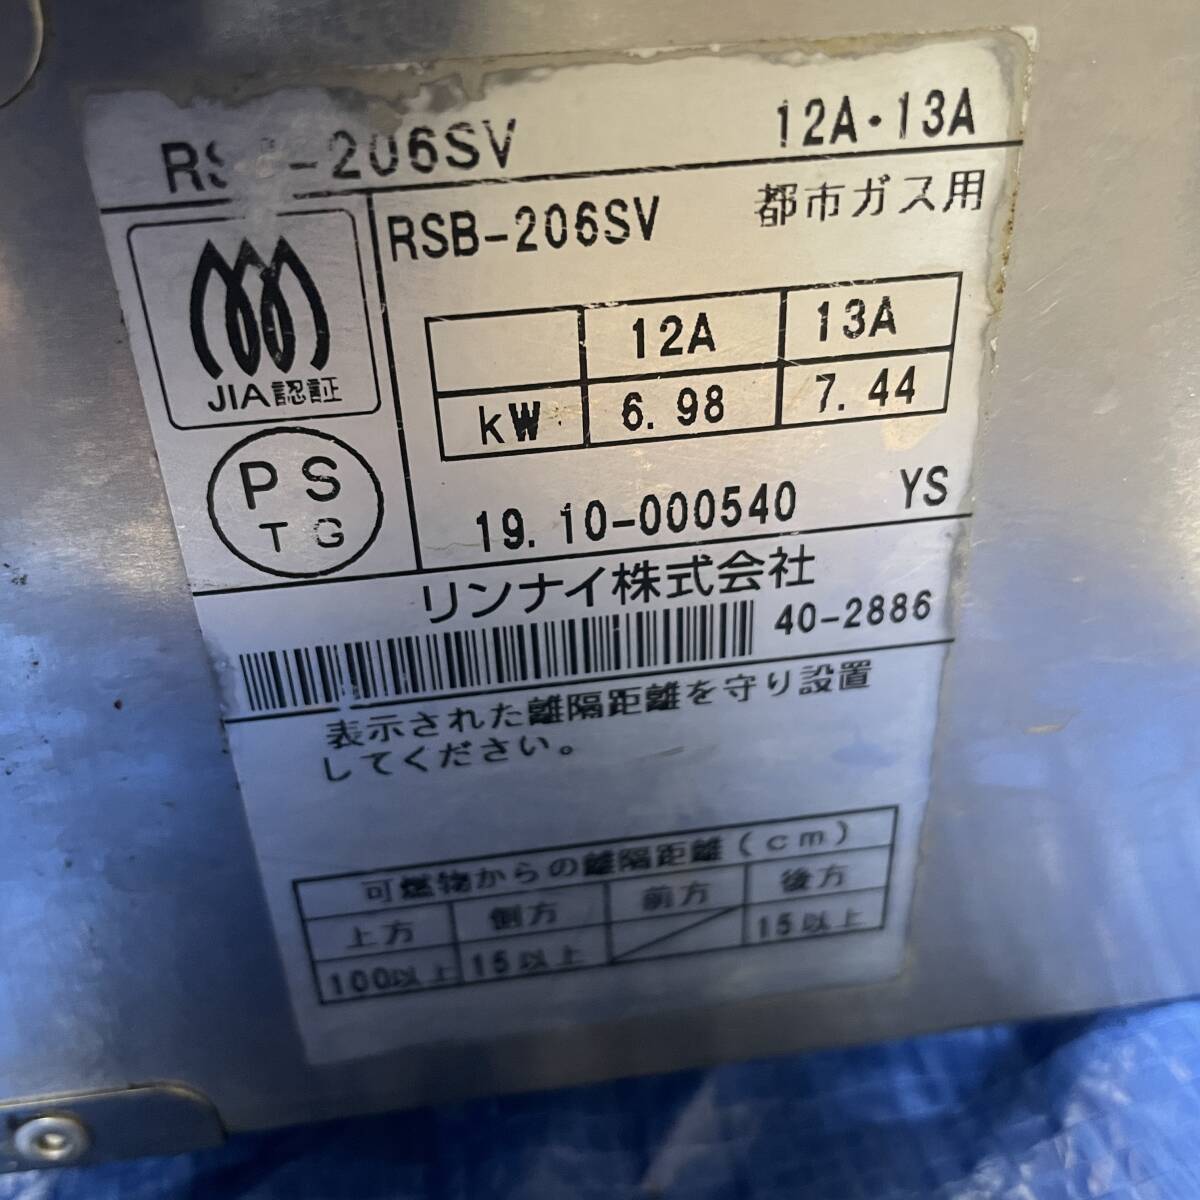 RSB-206SV 12A・13A
RSB-206SV 都市ガス用
12A 13A
kW 6.98 7.44
JIA認証
PS
TG
19.10-000540 YS
リンナイ株式会社
40-2886
表示された離隔距離を守り設置
してください。
可燃物からの離隔距離(cm)
上方 側方 前方 後方
100以上 15以上 15以上